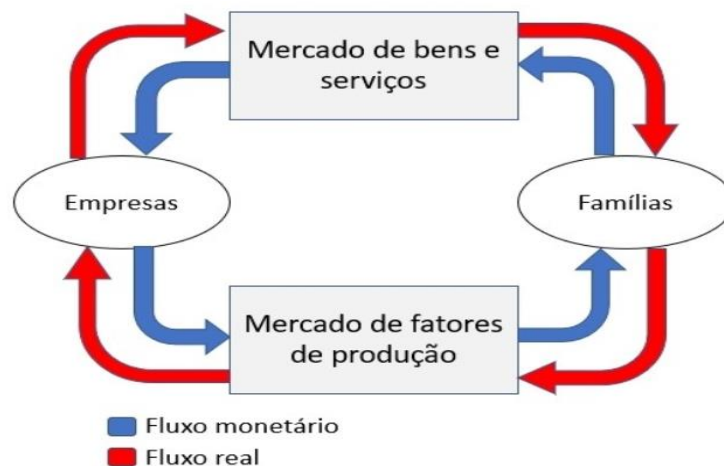 Mercado de bens e
serviços
Empresas
Famílias
Mercado de fatores
de produção
Fluxo monetário
Fluxo real